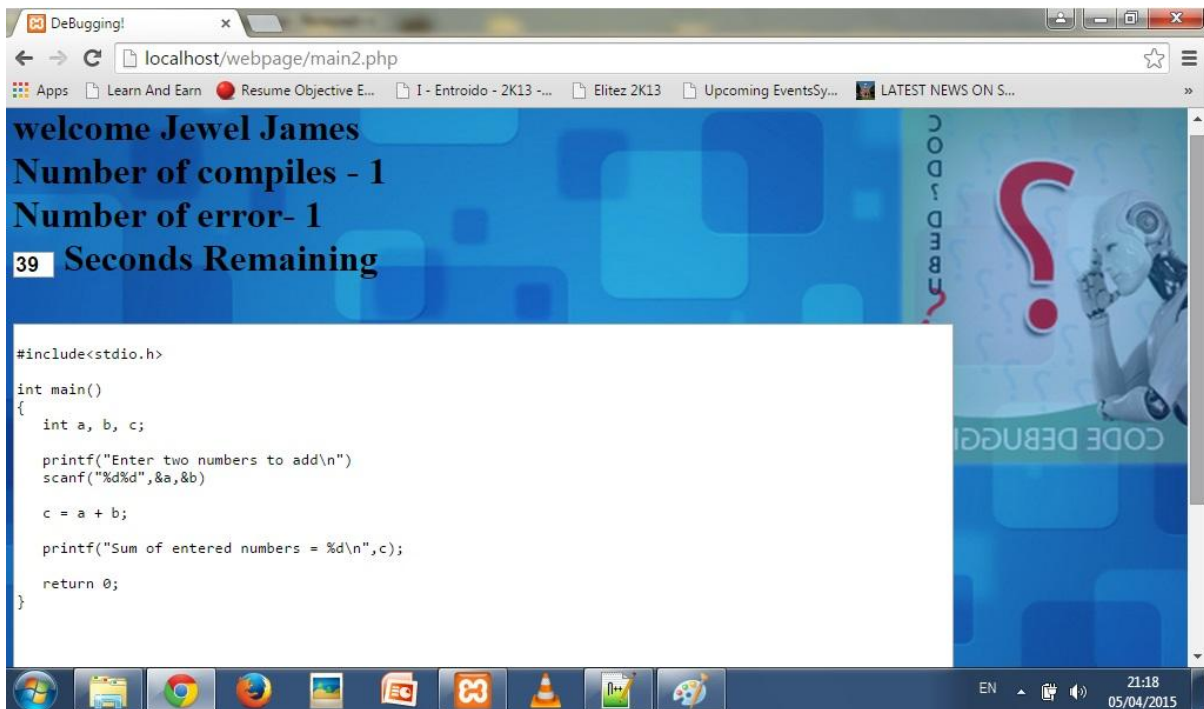 DeBugging!
localhost/webpage/main2.php
Apps Learn And Earn Resume Objective E... I - Entroido - 2K13 -... Elitez 2K13 Upcoming EventsSy... LATEST NEWS ON S... »
welcome Jewel James
Number of compiles - 1
Number of error- 1
39 Seconds Remaining
COD? DEBU?
CODE DEBUGGI
#include<stdio.h>
int main()
{
int a, b, c;
printf("Enter two numbers to add\n")
scanf("%d%d",&a,&b)
c = a + b;
printf("Sum of entered numbers = %d\n",c);
return 0;
}
EN
21:18
05/04/2015